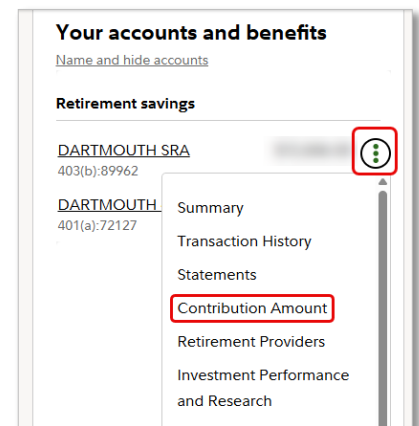 Your accounts and benefits
Name and hide accounts
Retirement savings
DARTMOUTH SRA
403(b):89962
DARTMOUTH
401(a):72127
Summary
Transaction History
Statements
Contribution Amount
Retirement Providers
Investment Performance
and Research